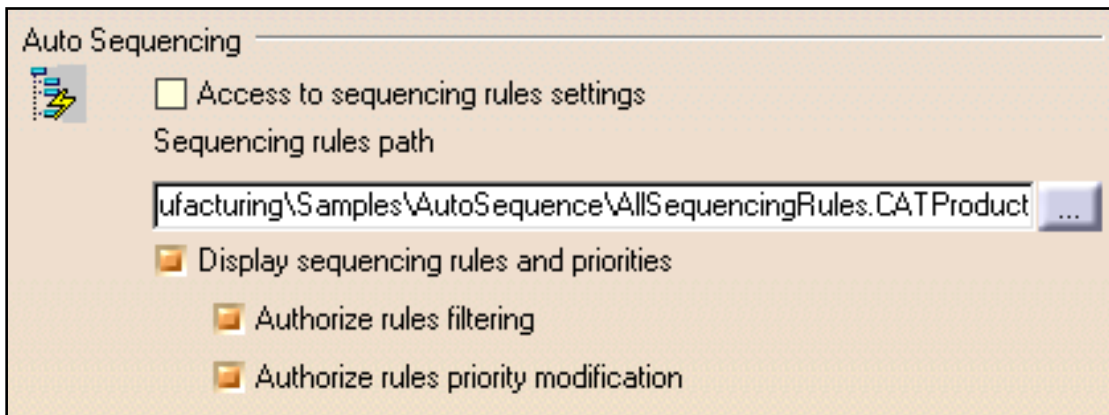 Auto Sequencing
Access to sequencing rules settings
Sequencing rules path
ufacturing\Samples\AutoSequence\AllSequencingRules.CATProduct ...
Display sequencing rules and priorities
Authorize rules filtering
Authorize rules priority modification